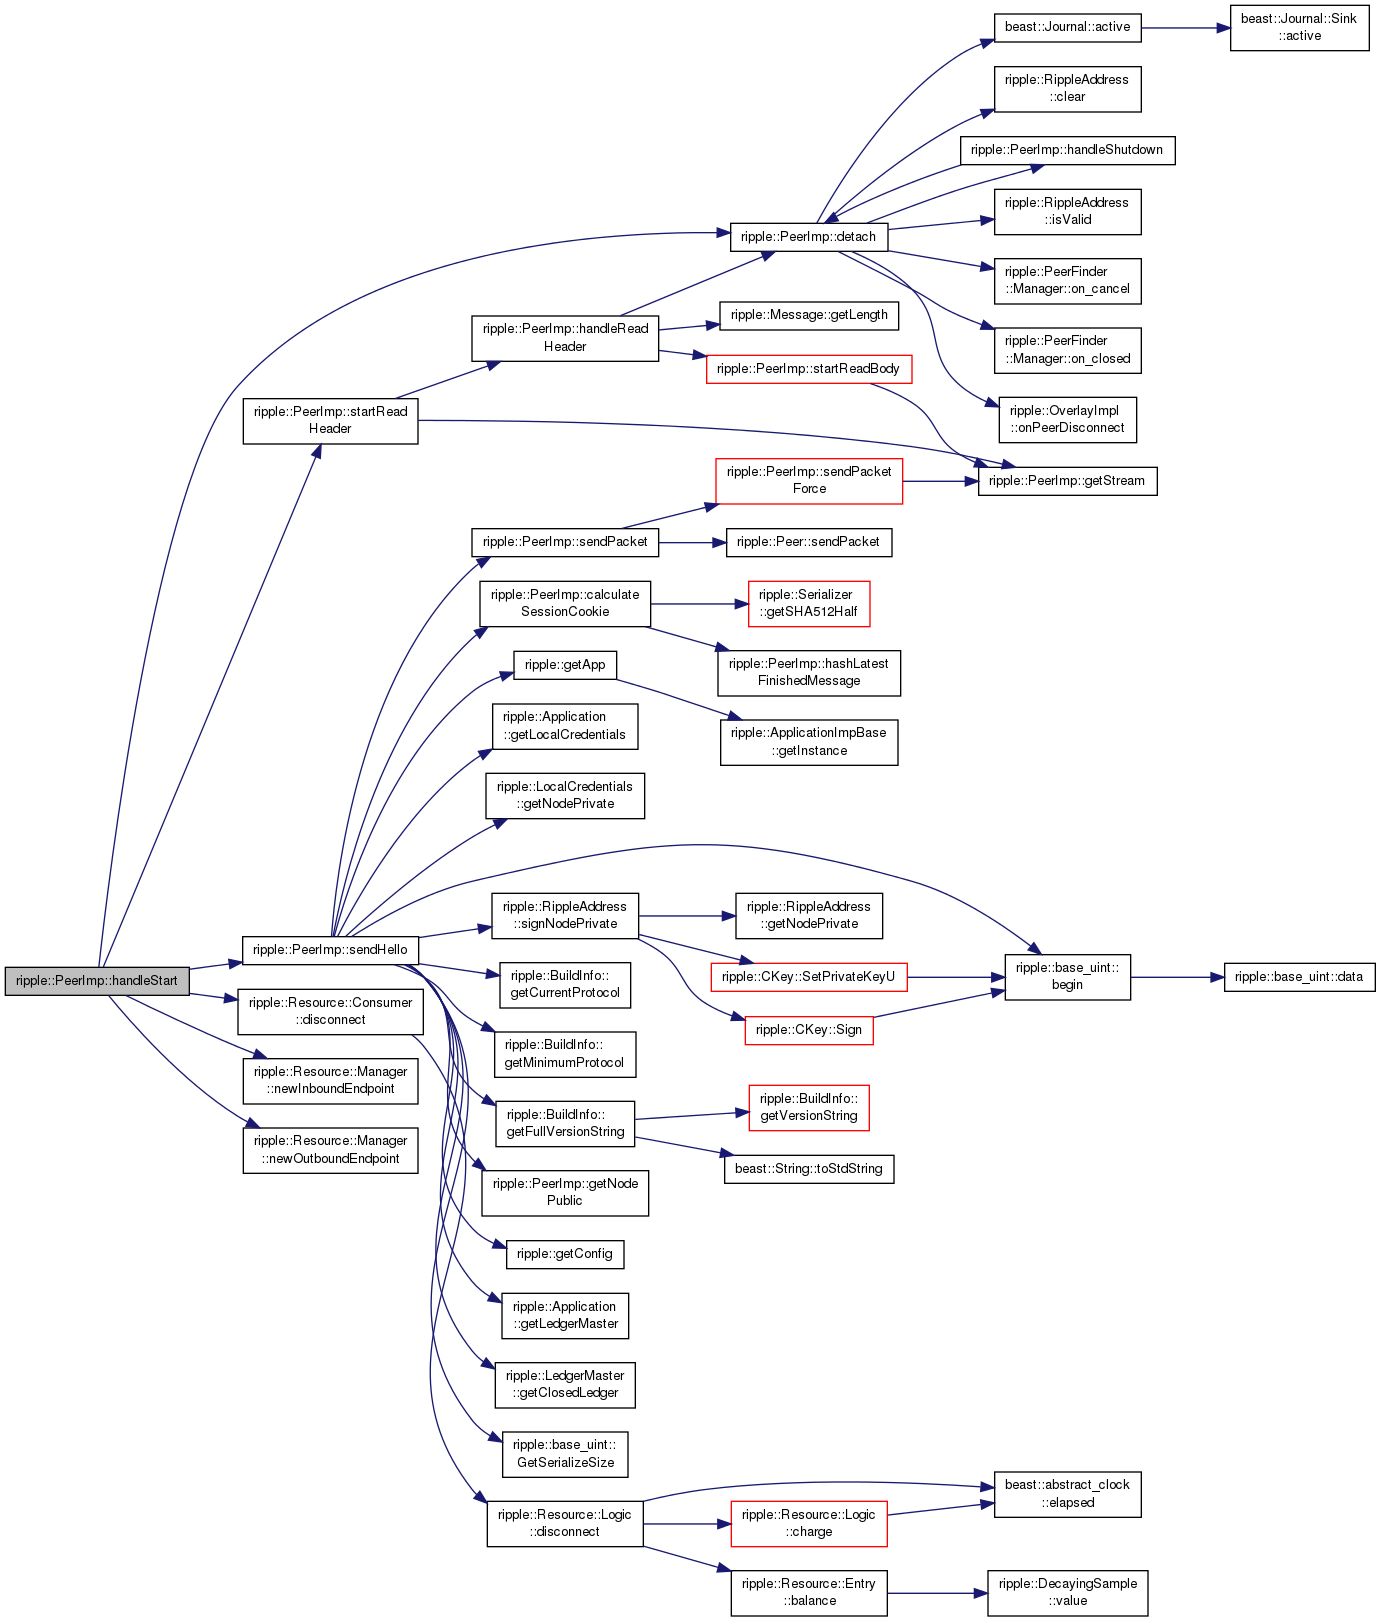 beast::Journal::active
beast::Journal::Sink
::active
ripple::RippleAddress
::clear
ripple::PeerImp::handleShutdown
ripple::RippleAddress
::isValid
ripple::PeerImp::detach
ripple::PeerFinder
::Manager::on_cancel
ripple::Message::getLength
ripple::PeerImp::handleRead
Header
ripple::PeerFinder
::Manager::on_closed
ripple::PeerImp::startReadBody
ripple::PeerImp::startRead
Header
ripple::OverlayImpl
::onPeerDisconnect
ripple::PeerImp::sendPacket
Force
ripple::PeerImp::getStream
ripple::PeerImp::sendPacket
ripple::Peer::sendPacket
ripple::PeerImp::calculate
SessionCookie
ripple::Serializer
::getSHA512Half
ripple::getApp
ripple::PeerImp::hashLatest
FinishedMessage
ripple::Application
::getLocalCredentials
ripple::ApplicationImpBase
::getInstance
ripple::LocalCredentials
::getNodePrivate
ripple::RippleAddress
::signNodePrivate
ripple::RippleAddress
::getNodePrivate
ripple::PeerImp::sendHello
ripple::PeerImp::handleStart
ripple::BuildInfo::
getCurrentProtocol
ripple::CKey::SetPrivateKeyU
ripple::base_uint::
begin
ripple::base_uint::data
ripple::Resource::Consumer
::disconnect
ripple::CKey::Sign
ripple::BuildInfo::
getMinimumProtocol
ripple::Resource::Manager
::newInboundEndpoint
ripple::BuildInfo::
getFullVersionString
ripple::BuildInfo::
getVersionString
ripple::Resource::Manager
::newOutboundEndpoint
beast::String::toStdString
ripple::PeerImp::getNode
Public
ripple::getConfig
ripple::Application
::getLedgerMaster
ripple::LedgerMaster
::getClosedLedger
ripple::base_uint::
GetSerializeSize
beast::abstract_clock
::elapsed
ripple::Resource::Logic
::disconnect
ripple::Resource::Logic
::charge
ripple::Resource::Entry
::balance
ripple::DecayingSample
::value